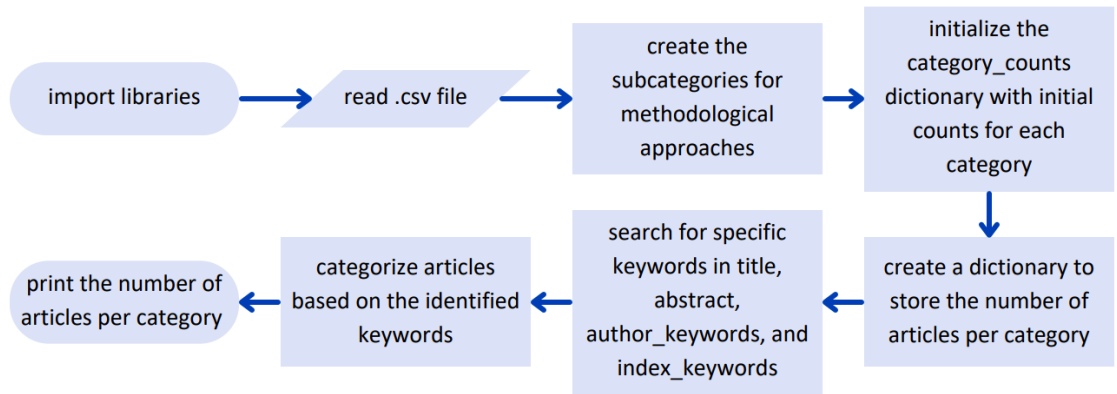 import libraries
read .csv file
create the
subcategories for
methodological
approaches
initialize the
category_counts
dictionary with initial
counts for each
category
create a dictionary to
store the number of
articles per category
search for specific
keywords in title,
abstract,
author_keywords, and
index_keywords
categorize articles
based on the identified
keywords
print the number of
articles per category